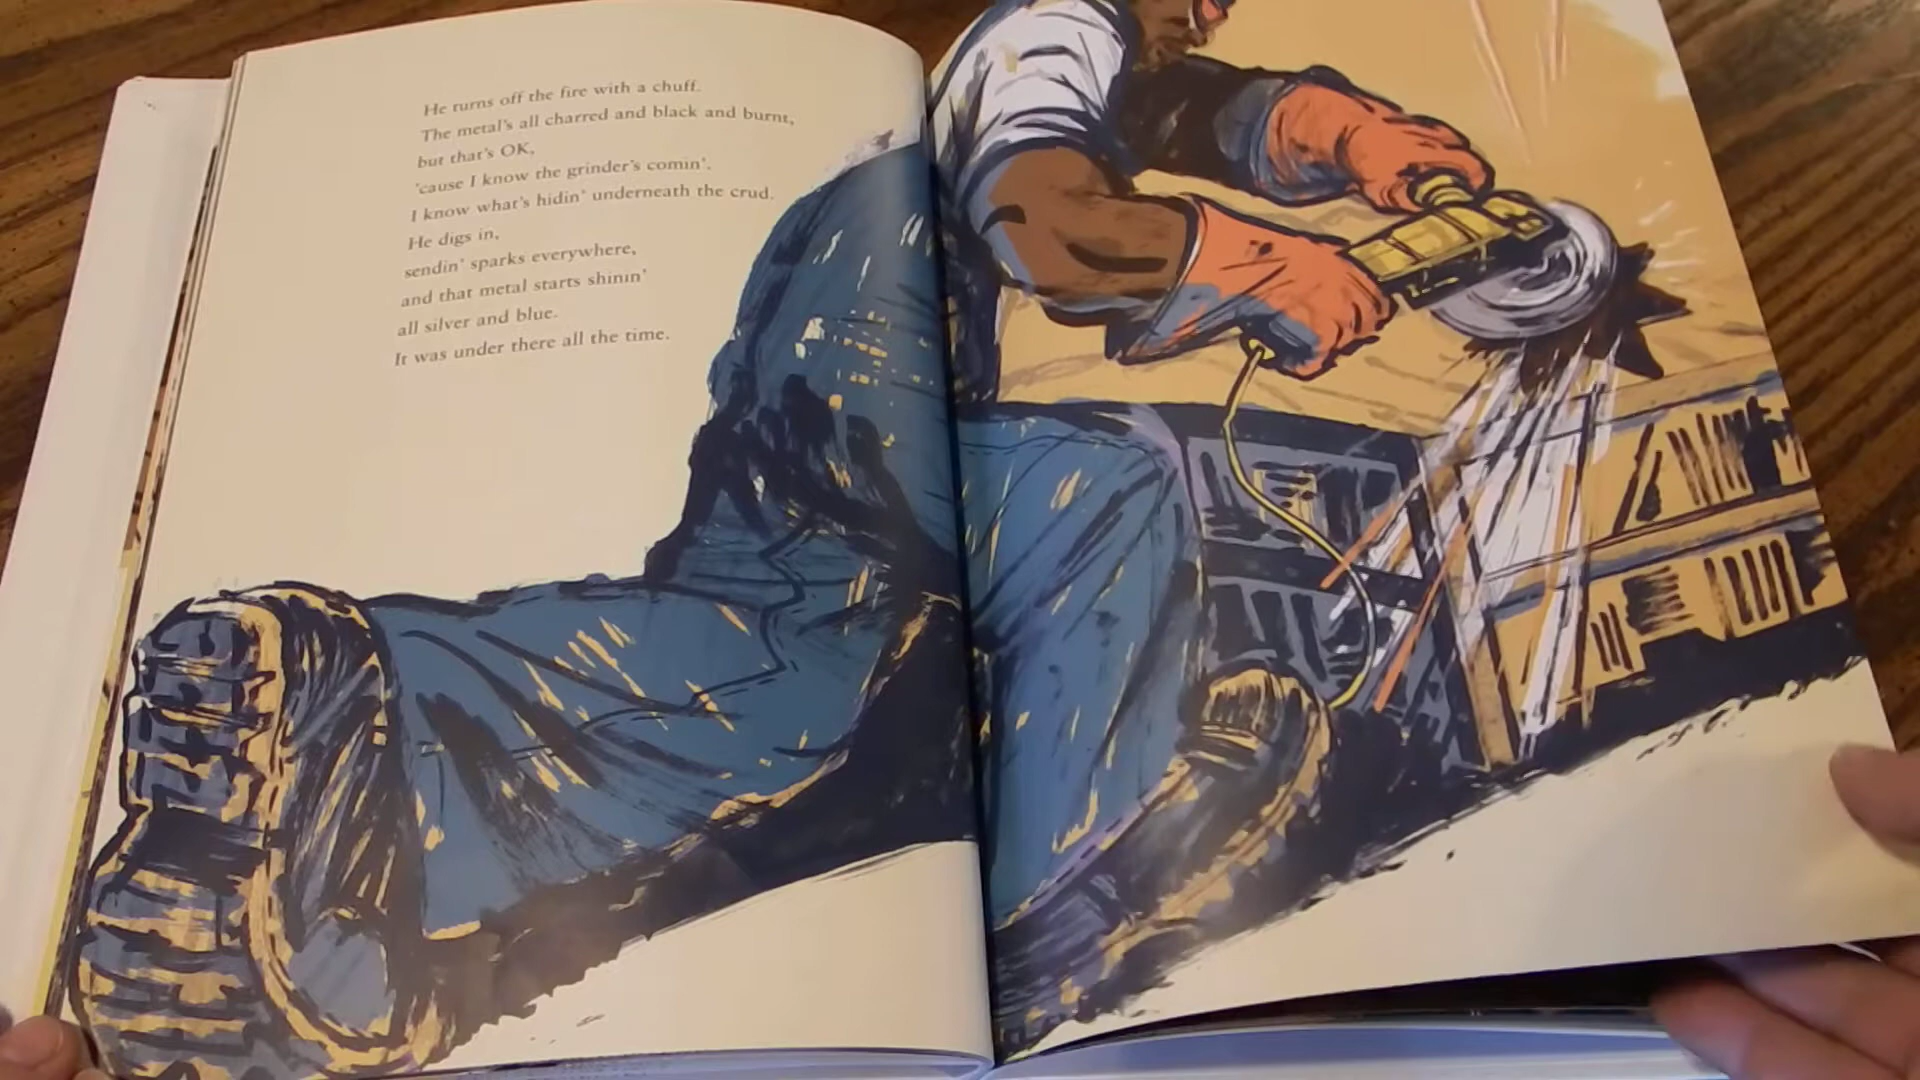 He turns off the fire with a chuff.
The metal's all charred and black and burnt,
but that's OK,
'cause I know the grinder's comin'.
I know what's hidin' underneath the crud.
He digs in,
sendin' sparks everywhere,
and that metal starts shinin'
all silver and blue.
It was under there all the time.